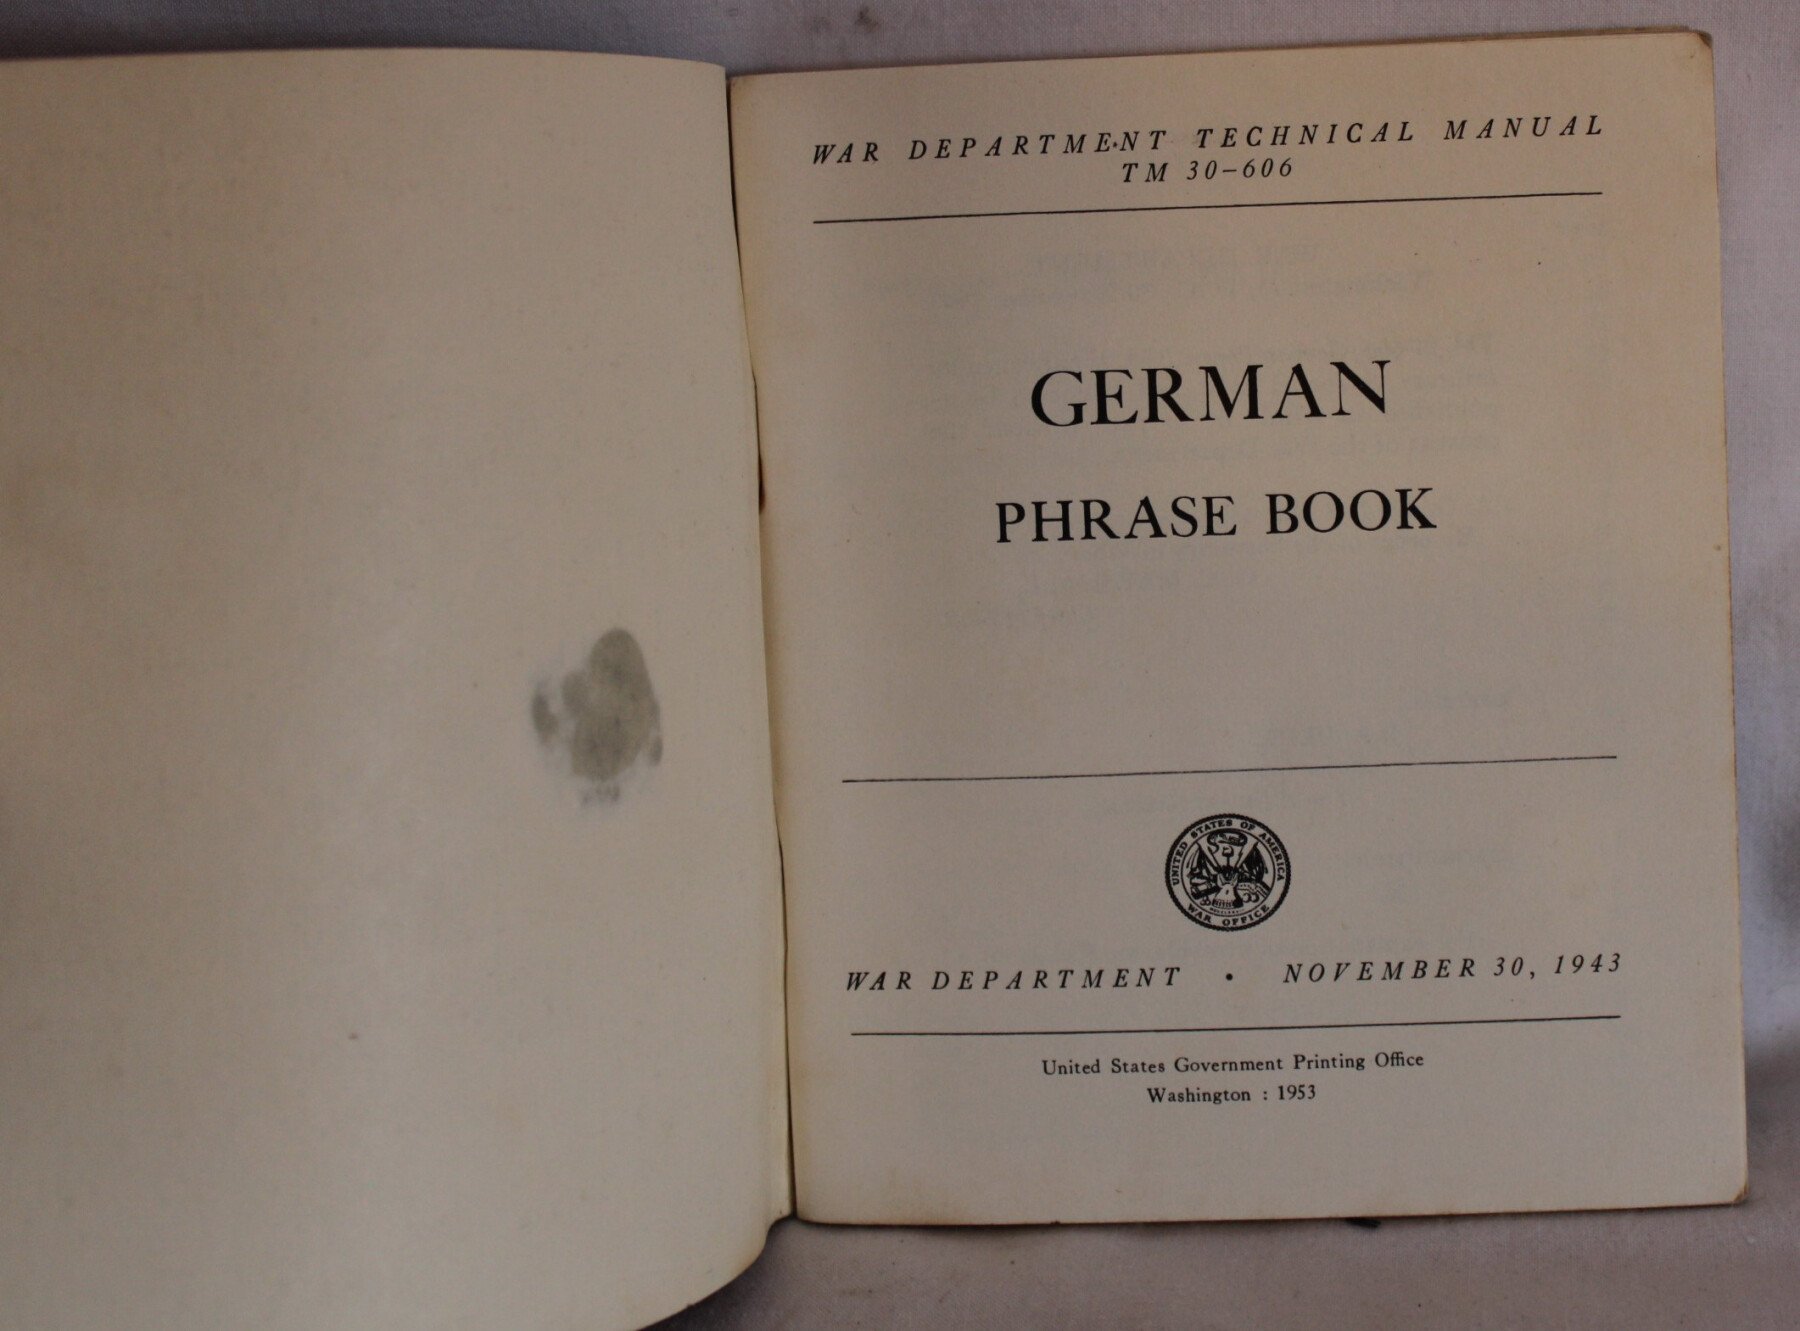 WAR DEPARTMENT TECHNICAL MANUAL
TM 30-606
GERMAN
PHRASE BOOK
UNITED STATES OF AMERICA
WAR OFFICE
WAR DEPARTMENT • NOVEMBER 30, 1943
United States Government Printing Office
Washington : 1953